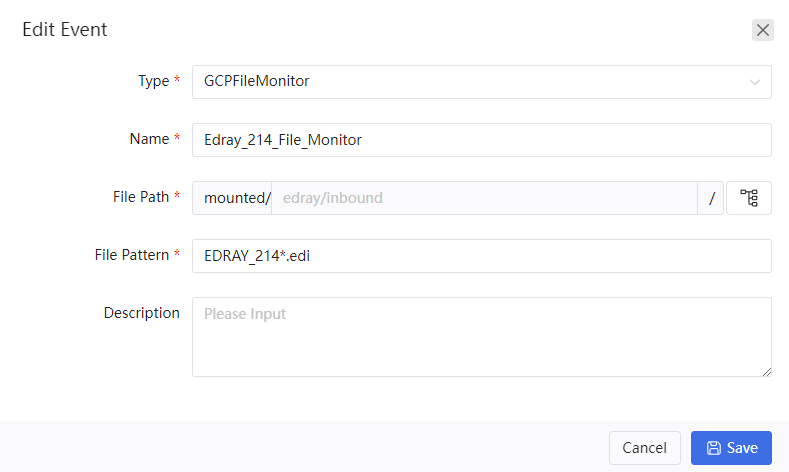 Edit Event
Type * GCPFileMonitor
Name * Edray_214_File_Monitor
File Path * mounted/ edray/inbound /
File Pattern * EDRAY_214*.edi
Description Please Input
Cancel Save